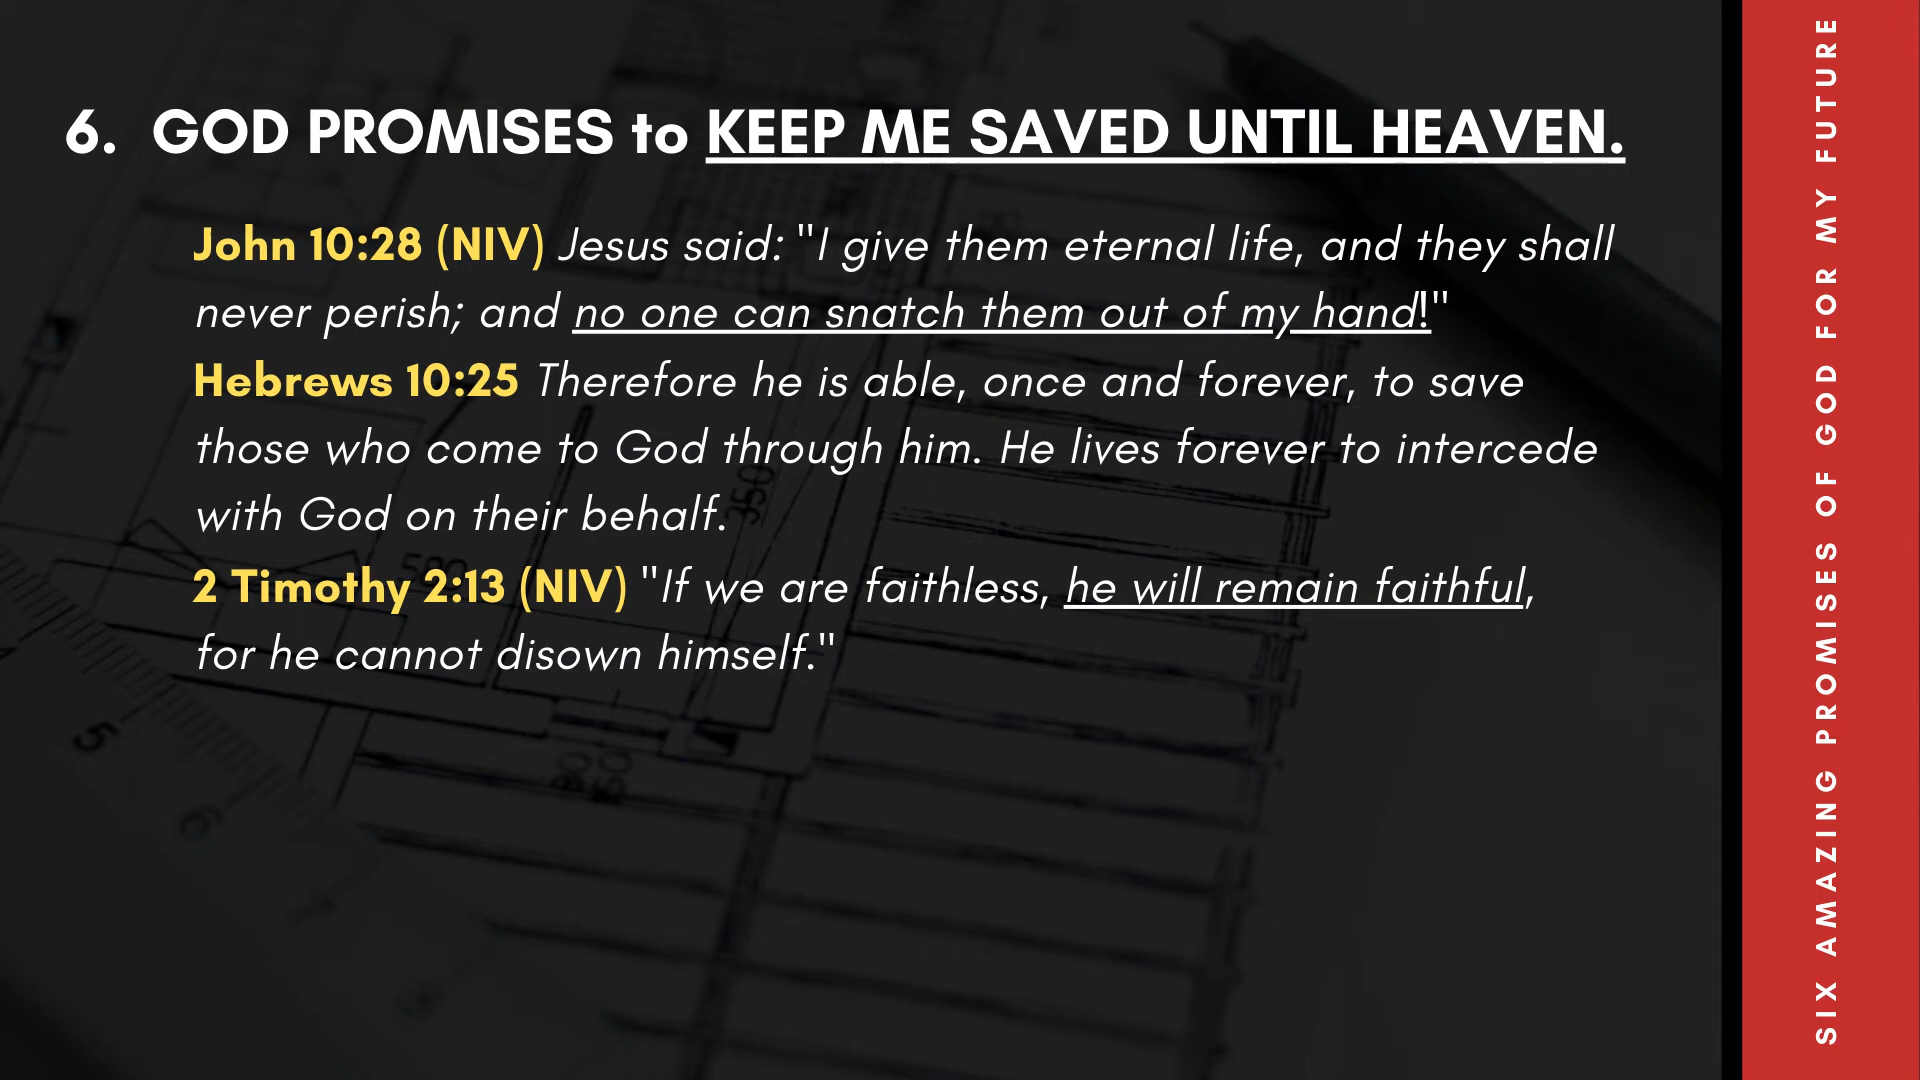 6. GOD PROMISES to KEEP ME SAVED UNTIL HEAVEN.
John 10:28 (NIV) Jesus said: "I give them eternal life, and they shall
never perish; and no one can snatch them out of my hand!"
Hebrews 10:25 Therefore he is able, once and forever, to save
those who come to God through him. He lives forever to intercede
with God on their behalf.
2 Timothy 2:13 (NIV) "If we are faithless, he will remain faithful,
for he cannot disown himself."
SIX AMAZING PROMISES OF GOD FOR MY FUTURE
350
580
5
6